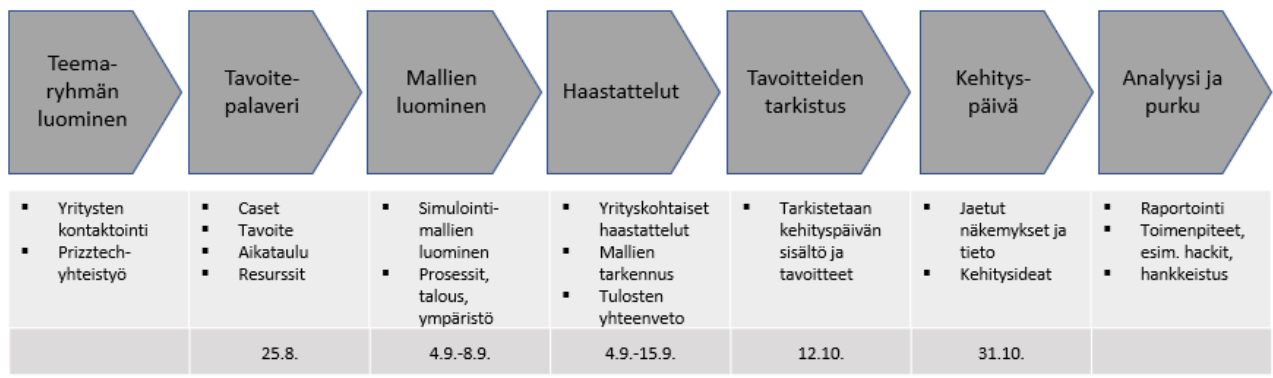 Teema-
ryhmän
luominen
Tavoite-
palaveri
Mallien
luominen
Haastattelut
Tavoitteiden
tarkistus
Kehitys-
päivä
Analyysi ja
purku
▪ Yritysten
kontaktointi
▪ Prizztech-
yhteistyö
▪ Caset
▪ Tavoite
▪ Aikataulu
▪ Resurssit
▪ Simulointi-
mallien
luominen
▪ Prosessit,
talous,
ympäristö
▪ Yrityskohtaiset
haastattelut
▪ Mallien
tarkennus
▪ Tulosten
yhteenveto
▪ Tarkistetaan
kehityspäivän
sisältö ja
tavoitteet
▪ Jaetut
näkemykset ja
tieto
▪ Kehitysideat
▪ Raportointi
▪ Toimenpiteet,
esim. hackit,
▪ hankkeistus
25.8.
4.9.-8.9.
4.9.-15.9.
12.10.
31.10.